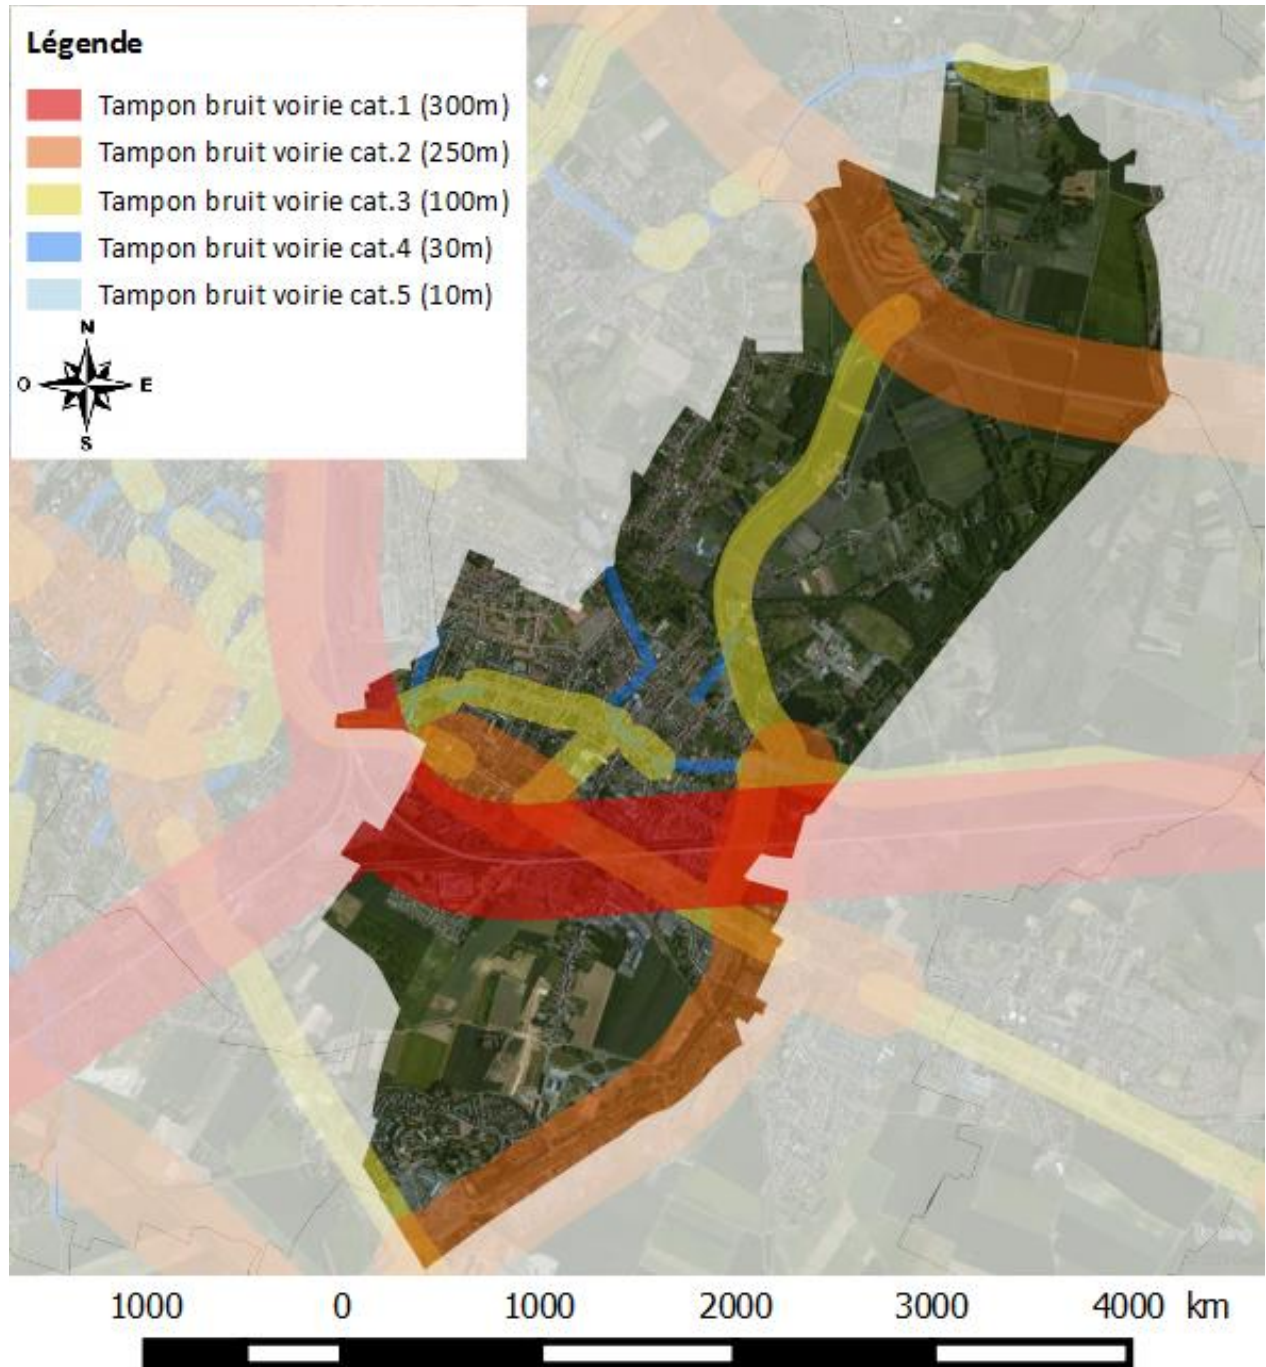 Légende
Tampon bruit voirie cat.1 (300m)
Tampon bruit voirie cat.2 (250m)
Tampon bruit voirie cat.3 (100m)
Tampon bruit voirie cat.4 (30m)
Tampon bruit voirie cat.5 (10m)
N
O E
S
1000 0 1000 2000 3000 4000 km